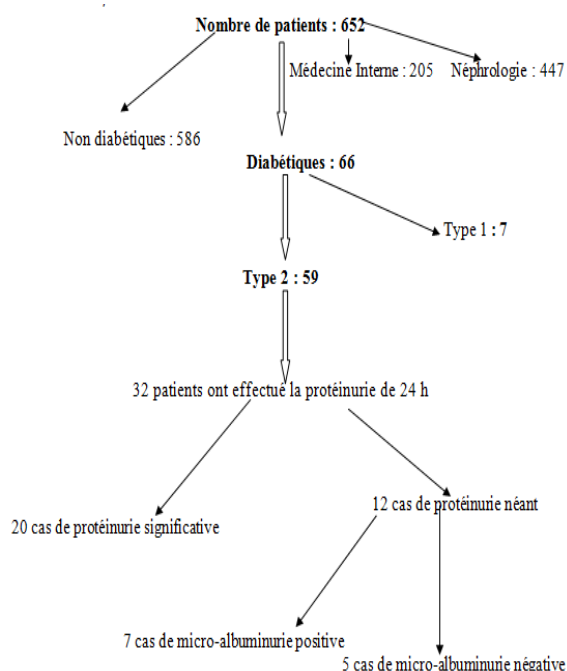 Nombre de patients : 652
Médecine Interne : 205
Néphrologie : 447
Non diabétiques : 586
Diabétiques : 66
Type 1 : 7
Type 2 : 59
32 patients ont effectué la protéinurie de 24 h
12 cas de protéinurie néant
20 cas de protéinurie significative
7 cas de micro-albuminurie positive
5 cas de micro-albuminurie négative